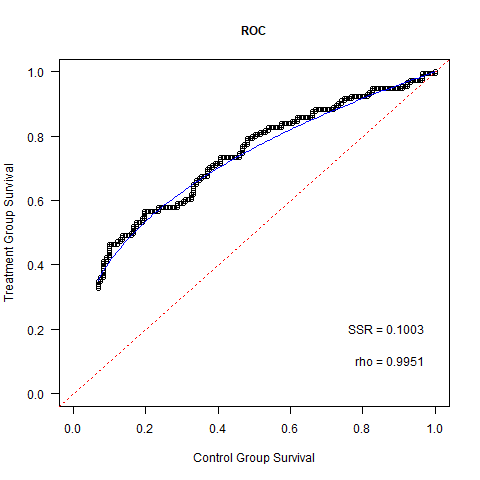 ROC
Treatment Group Survival
1.0
0.8
0.6
0.4
0.2
0.0
SSR = 0.1003
rho = 0.9951
0.0 0.2 0.4 0.6 0.8 1.0
Control Group Survival